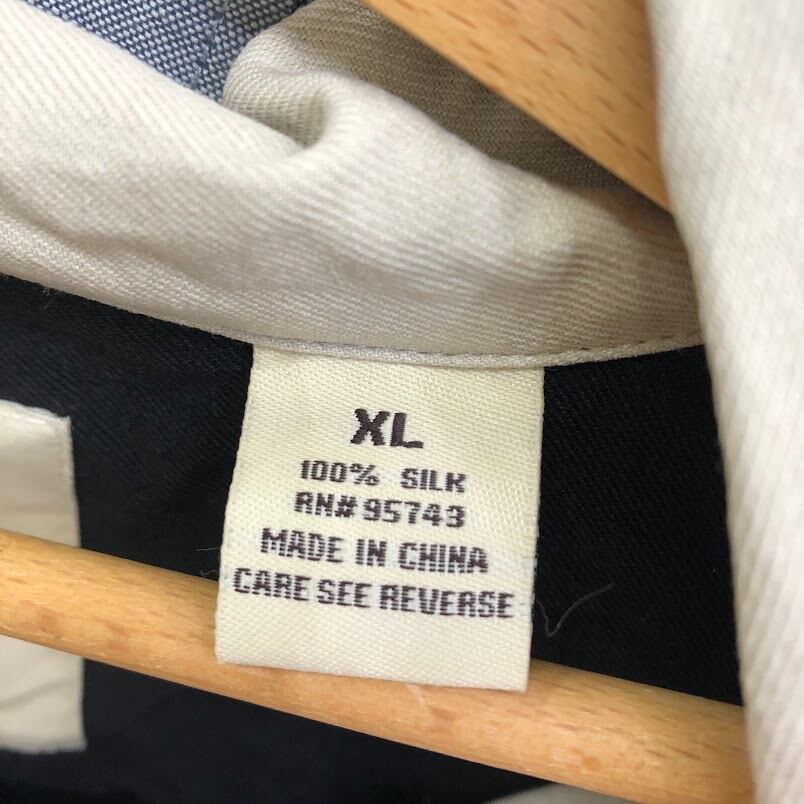 XL
100% SILK
RN# 95743
MADE IN CHINA
CARE SEE REVERSE